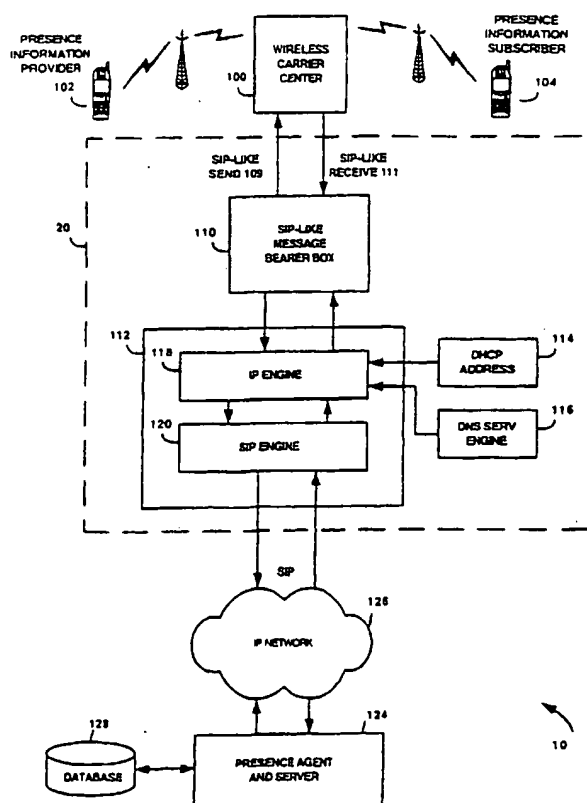 PRESENCE
INFORMATION
PROVIDER
102
WIRELESS
CARRIER
CENTER
100
PRESENCE
INFORMATION
SUBSCRIBER
104
SIP-LIKE
SEND 109
SIP-LIKE
RECEIVE 111
20
110
SIP-LIKE
MESSAGE
BEARER BOX
112
118
IP ENGINE
DHCP
ADDRESS
114
120
SIP ENGINE
DNS SERV
ENGINE
116
SIP
IP NETWORK
126
128
DATABASE
124
PRESENCE AGENT
AND SERVER
10